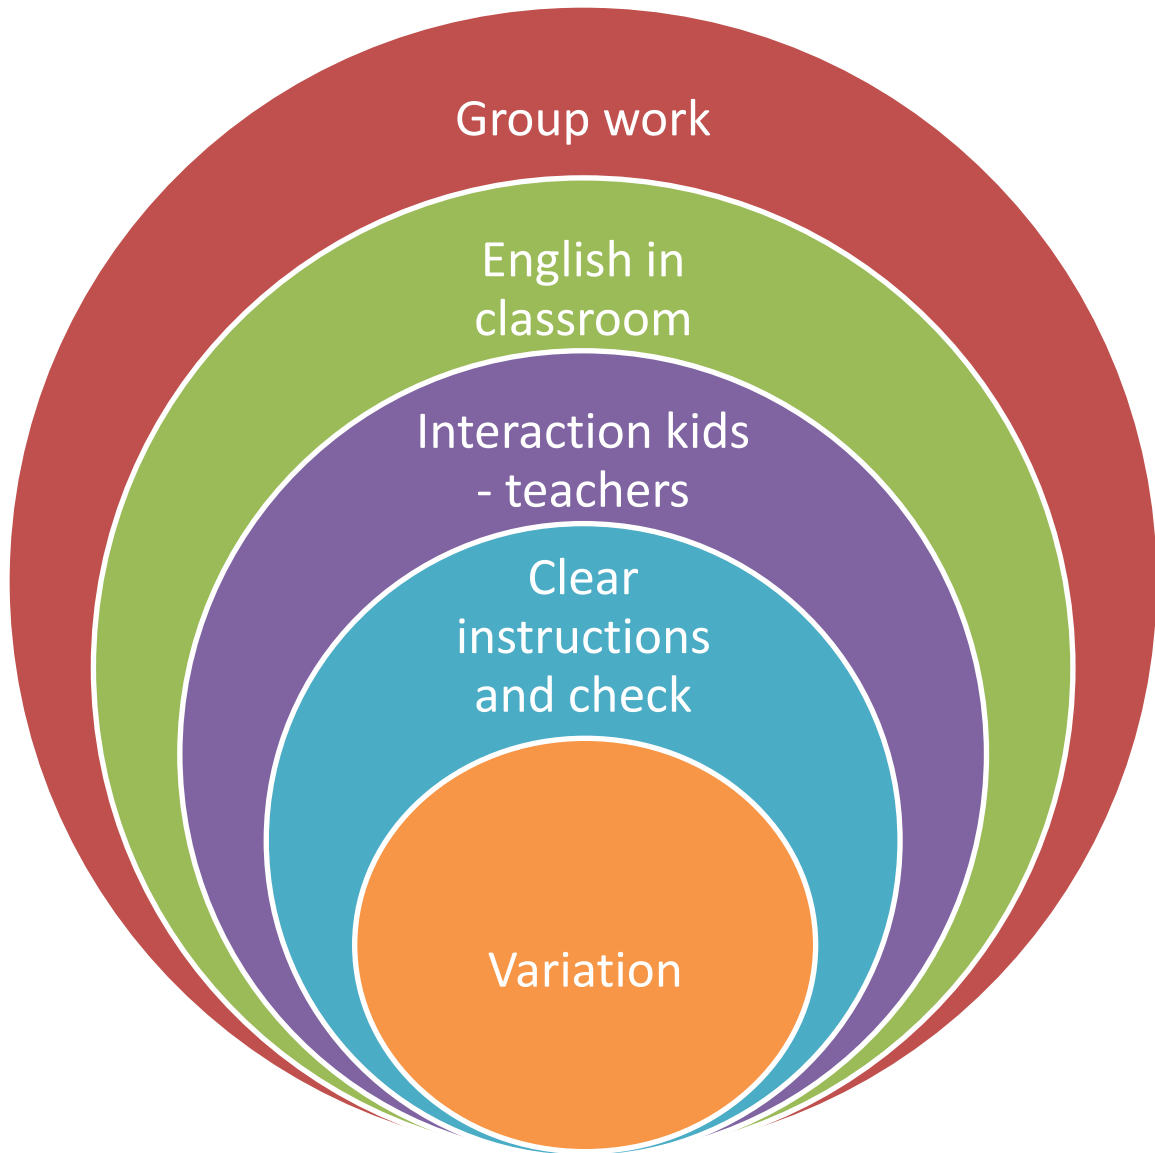 Group work
English in
classroom
Interaction kids
- teachers
Clear
instructions
and check
Variation